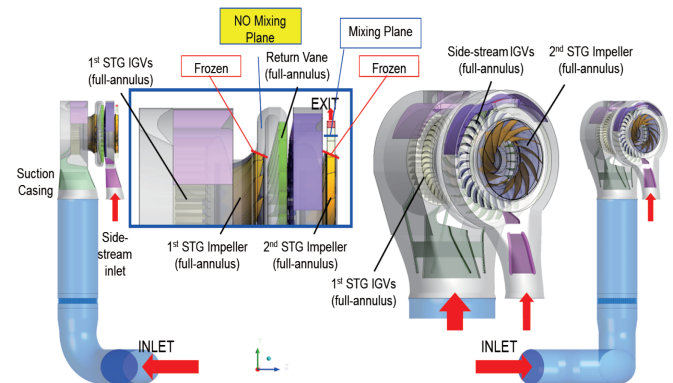 NO Mixing
Plane
Mixing Plane
1st STG IGVs
(full-annulus)
Return Vane
(full-annulus)
Frozen
Frozen
EXIT
Side-stream IGVs
(full-annulus)
2nd STG Impeller
(full-annulus)
Suction
Casing
Side-
stream
inlet
1st STG Impeller
(full-annulus)
2nd STG Impeller
(full-annulus)
1st STG IGVs
(full-annulus)
INLET
INLET